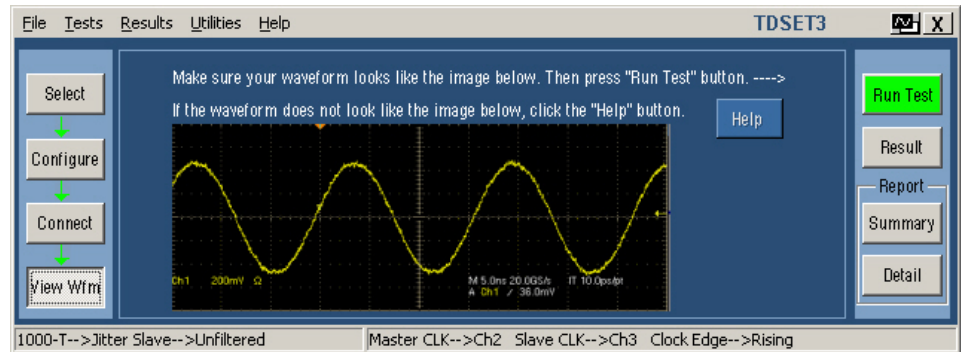 File Tests Results Utilities Help TDSET3 X
Select
Configure
Connect
View Wfm
Make sure your waveform looks like the image below. Then press "Run Test" button. ---->
If the waveform does not look like the image below, click the "Help" button.
Help
Ch1 200mV Ω
M 5.0ns 20.0GS/s IT 10.0ps/pt
A Ch1 ∕ 36.0mV
Run Test
Result
Report
Summary
Detail
1000-T-->Jitter Slave-->Unfiltered
Master CLK-->Ch2 Slave CLK-->Ch3 Clock Edge-->Rising